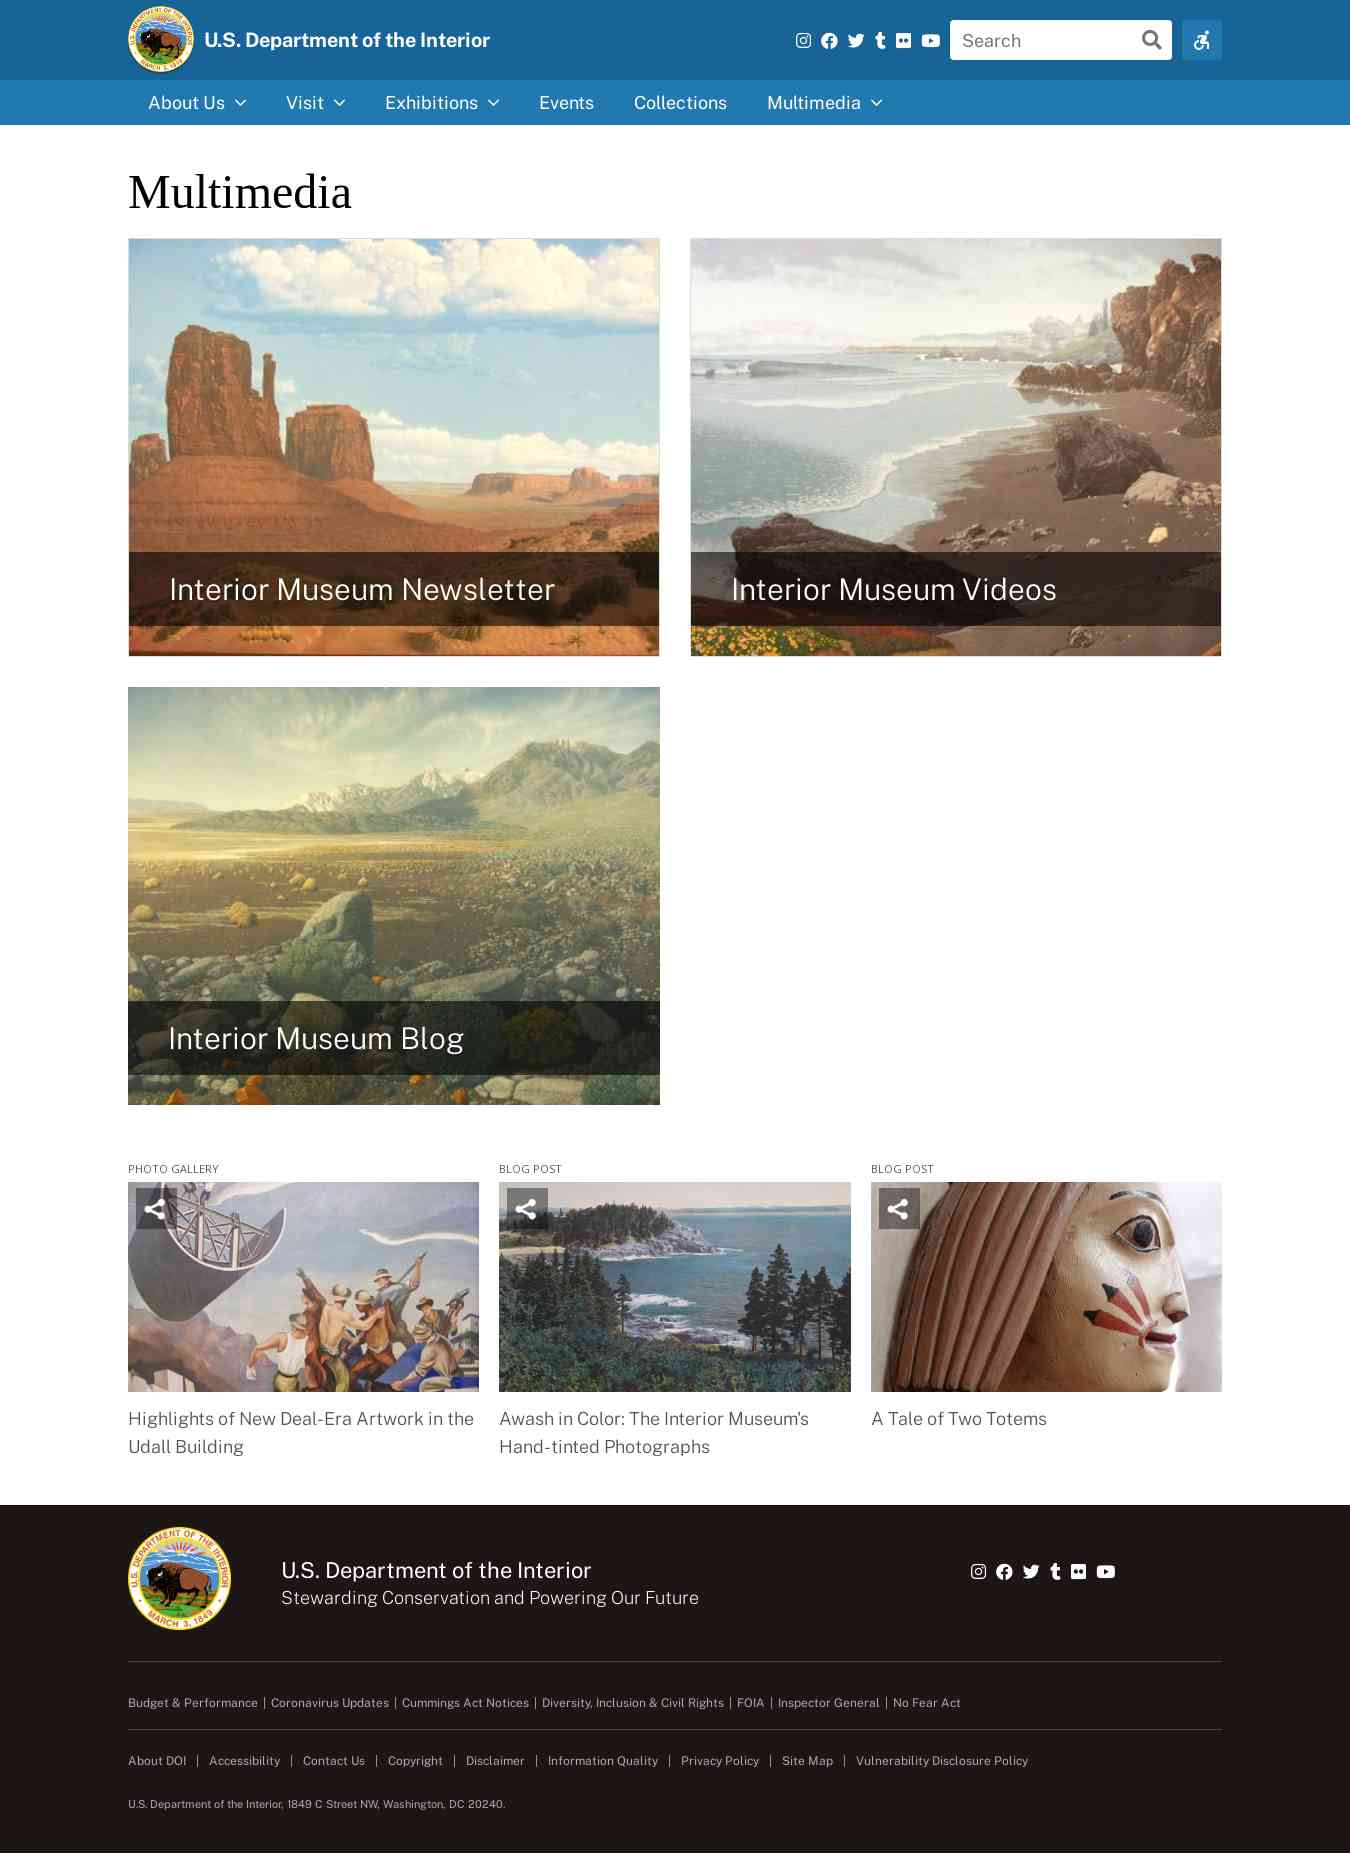 U.S. Department of the Interior
Search
About Us
Visit
Exhibitions
Events
Collections
Multimedia
Multimedia
Interior Museum Newsletter
Interior Museum Videos
Interior Museum Blog
PHOTO GALLERY
BLOG POST
BLOG POST
Highlights of New Deal-Era Artwork in the
Udall Building
Awash in Color: The Interior Museum's
Hand-tinted Photographs
A Tale of Two Totems
U.S. DEPARTMENT OF THE INTERIOR
MARCH 3, 1849
U.S. Department of the Interior
Stewarding Conservation and Powering Our Future
Budget & Performance | Coronavirus Updates | Cummings Act Notices | Diversity, Inclusion & Civil Rights | FOIA | Inspector General | No Fear Act
About DOI | Accessibility | Contact Us | Copyright | Disclaimer | Information Quality | Privacy Policy | Site Map | Vulnerability Disclosure Policy
U.S. Department of the Interior, 1849 C Street NW, Washington, DC 20240.